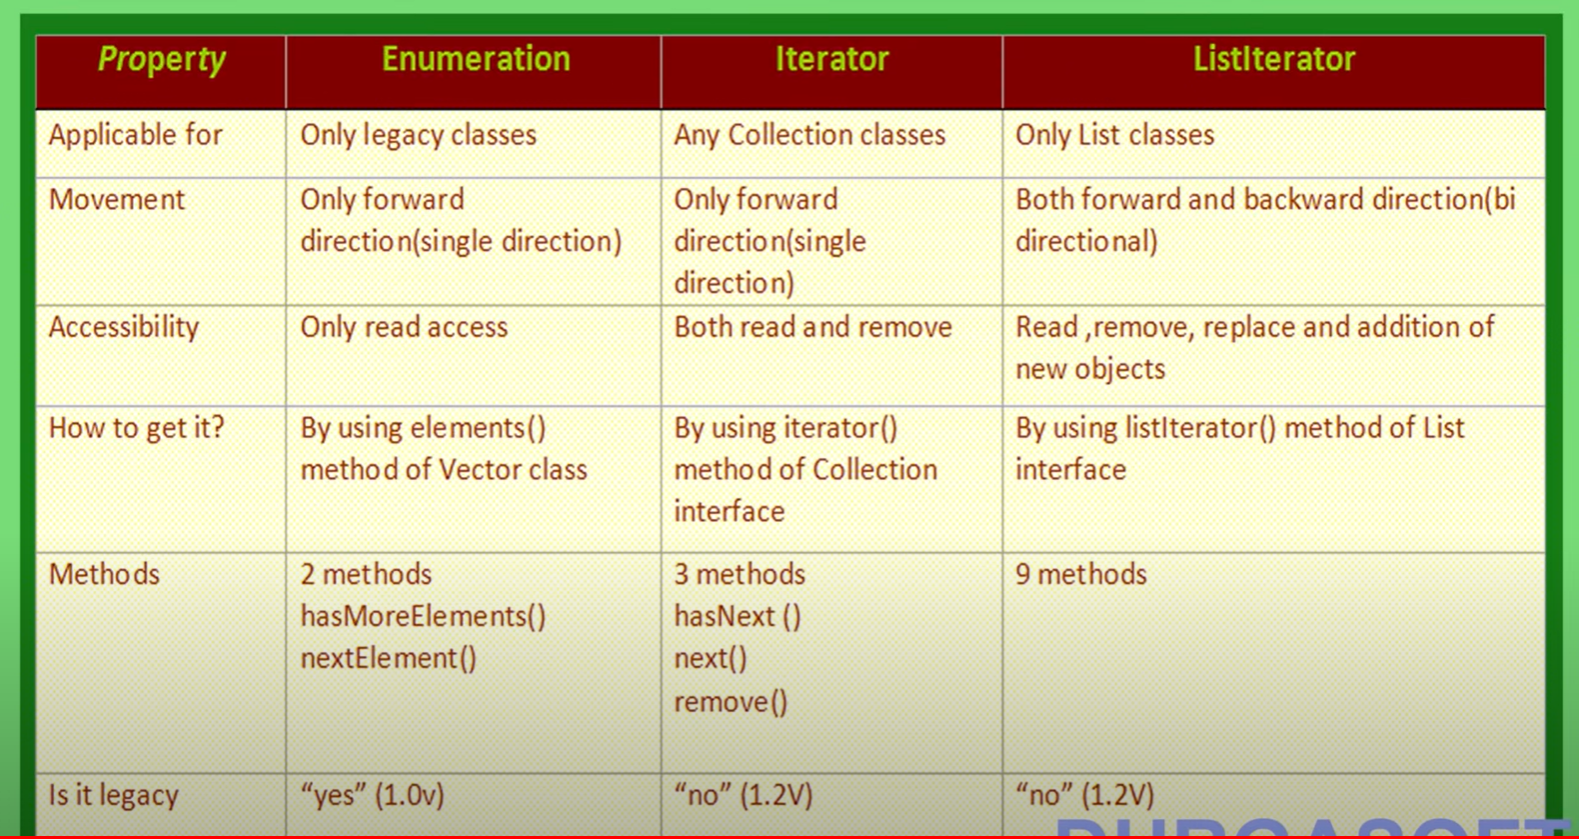 Property Enumeration Iterator ListIterator
Applicable for Only legacy classes Any Collection classes Only List classes
Movement Only forward Only forward Both forward and backward direction(bi
direction(single direction) direction(single directional)
direction)
Accessibility Only read access Both read and remove Read ,remove, replace and addition of
new objects
How to get it? By using elements() By using iterator() By using listIterator() method of List
method of Vector class method of Collection interface
interface
Methods 2 methods 3 methods 9 methods
hasMoreElements() hasNext ()
nextElement() next()
remove()
Is it legacy “yes” (1.0v) “no” (1.2V) “no” (1.2V)
DURGASOFT